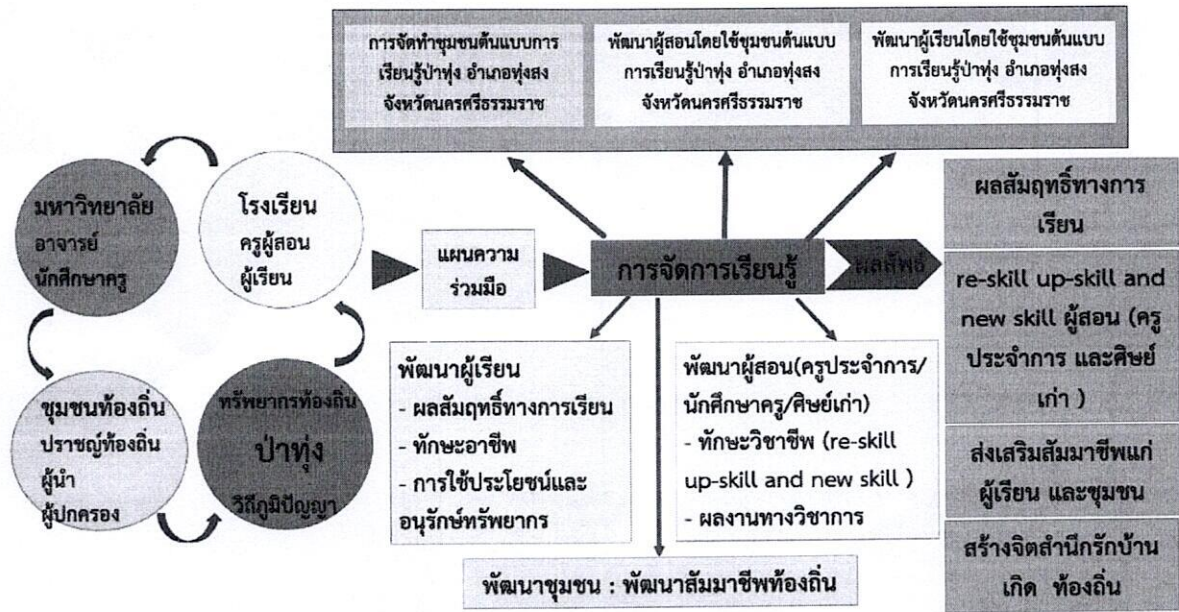 การจัดทำชุมชนต้นแบบการ
เรียนรู้ป่าทุ่ง อำเภอทุ่งสง
จังหวัดนครศรีธรรมราช
พัฒนาผู้สอนโดยใช้ชุมชนต้นแบบ
การเรียนรู้ป่าทุ่ง อำเภอทุ่งสง
จังหวัดนครศรีธรรมราช
พัฒนาผู้เรียนโดยใช้ชุมชนต้นแบบ
การเรียนรู้ป่าทุ่ง อำเภอทุ่งสง
จังหวัดนครศรีธรรมราช
มหาวิทยาลัย
อาจารย์
นักศึกษาครู
โรงเรียน
ครูผู้สอน
ผู้เรียน
ชุมชนท้องถิ่น
ปราชญ์ท้องถิ่น
ผู้นำ
ผู้ปกครอง
ทรัพยากรท้องถิ่น
ป่าทุ่ง
วิถีภูมิปัญญา
แผนความ
ร่วมมือ
การจัดการเรียนรู้
ผลลัพธ์
พัฒนาผู้เรียน
- ผลสัมฤทธิ์ทางการเรียน
- ทักษะอาชีพ
- การใช้ประโยชน์และ
อนุรักษ์ทรัพยากร
พัฒนาผู้สอน(ครูประจำการ/
นักศึกษาครู/ศิษย์เก่า)
- ทักษะวิชาชีพ (re-skill
up-skill and new skill )
- ผลงานทางวิชาการ
พัฒนาชุมชน : พัฒนาสัมมาชีพท้องถิ่น
ผลสัมฤทธิ์ทางการ
เรียน
re-skill up-skill and
new skill ผู้สอน (ครู
ประจำการ และศิษย์
เก่า )
ส่งเสริมสัมมาชีพแก่
ผู้เรียน และชุมชน
สร้างจิตสำนึกรักบ้าน
เกิด ท้องถิ่น